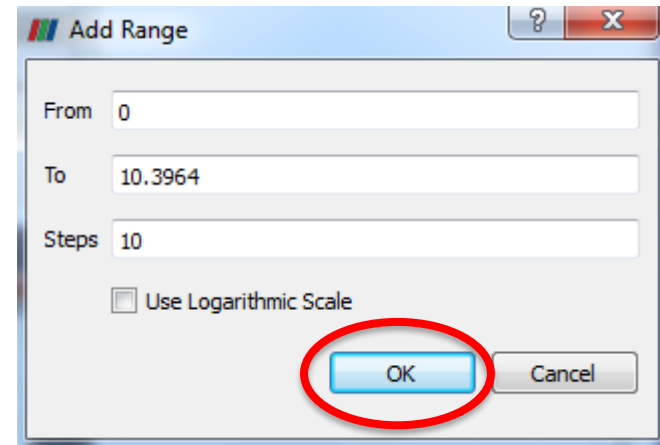 Add Range
From 0
To 10.3964
Steps 10
Use Logarithmic Scale
OK Cancel